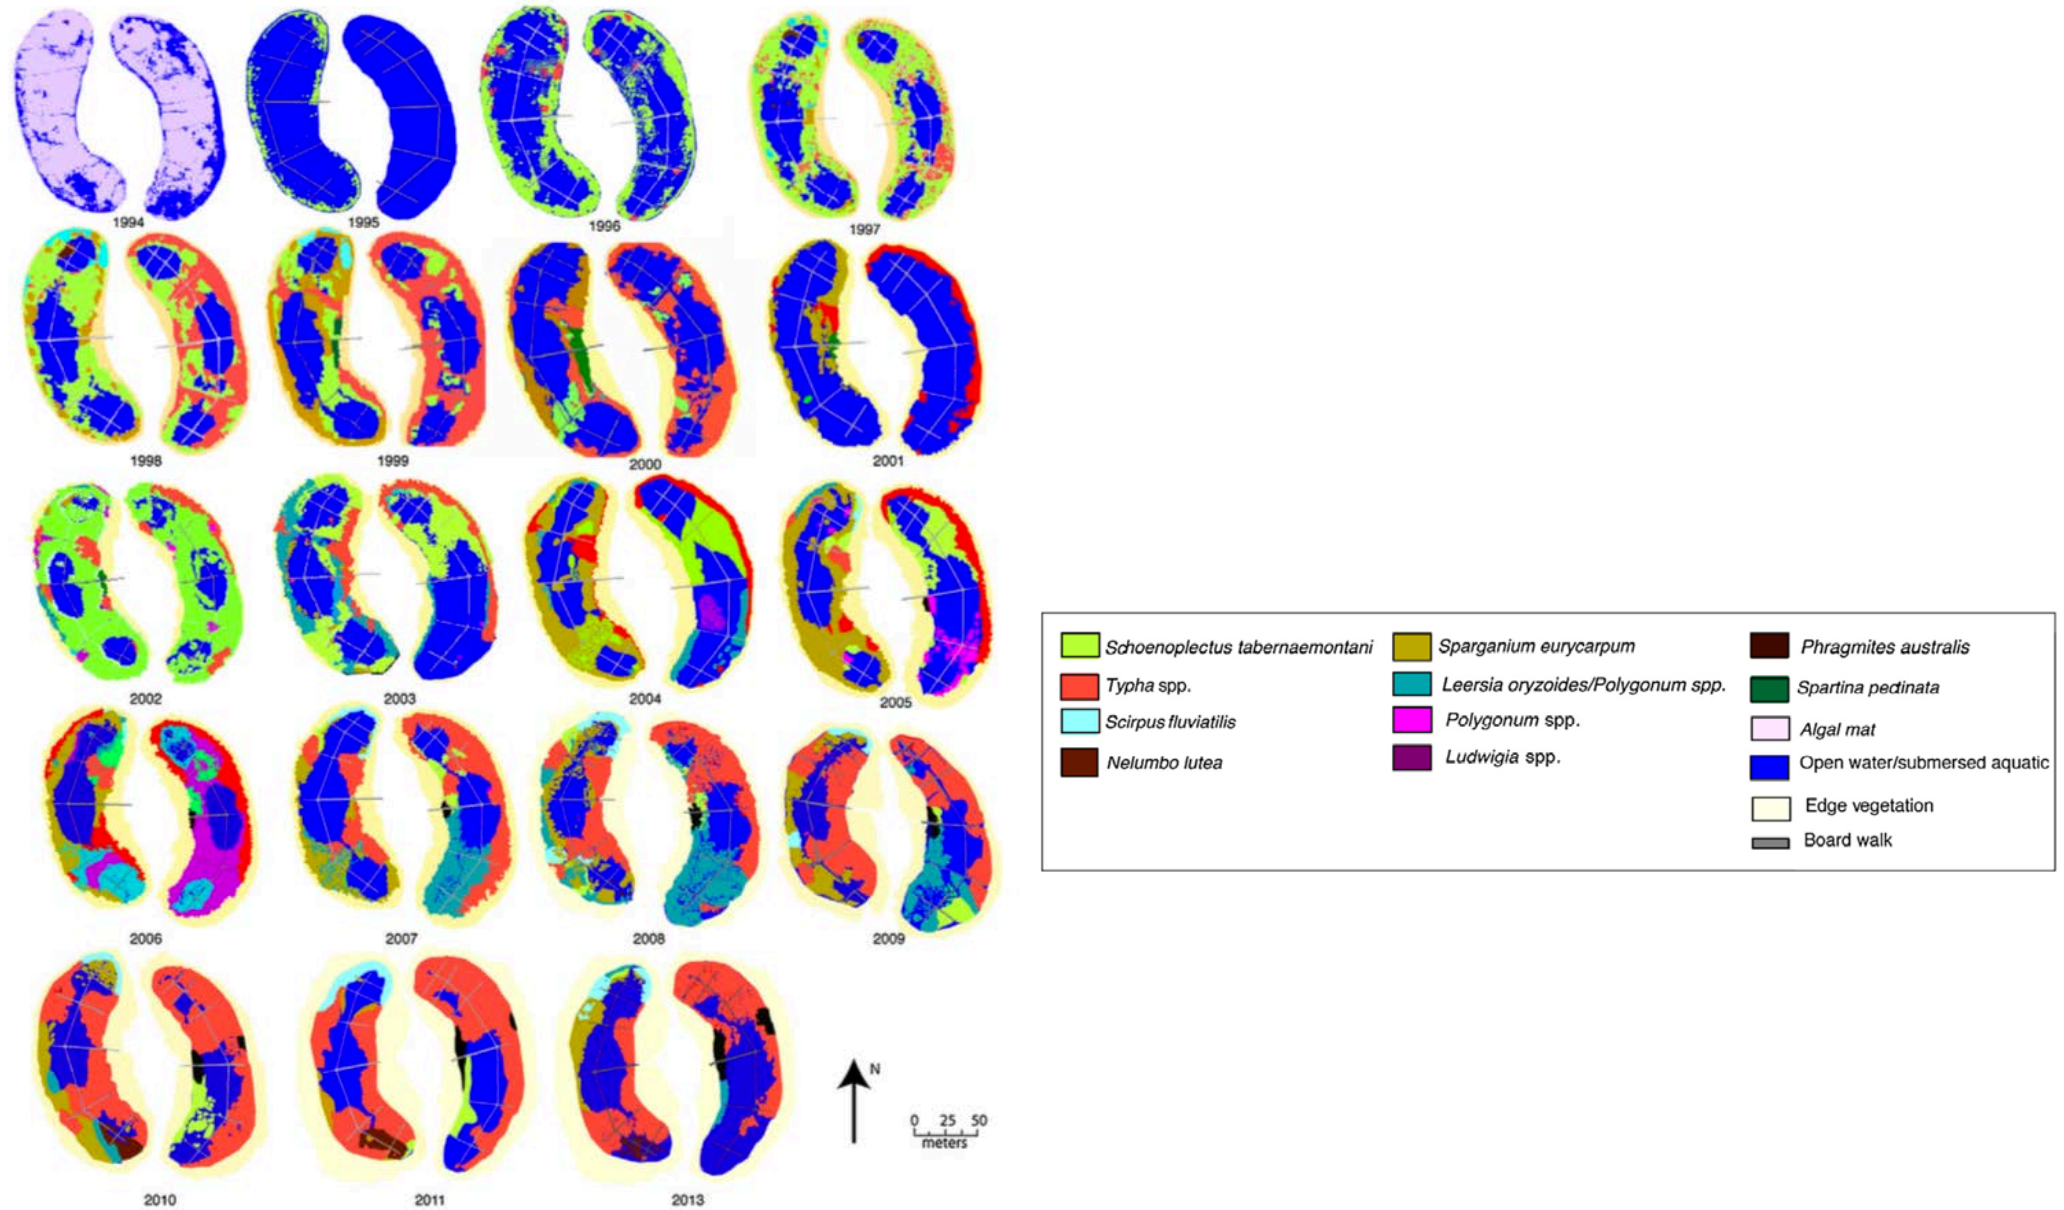 1994 1995 1996 1997
1998 1999 2000 2001
2002 2003 2004 2005
2006 2007 2008 2009
2010 2011 2013
N
0 25 50
meters
Schoenoplectus tabernaemontani
Typha spp.
Scirpus fluviatilis
Nelumbo lutea
Sparganium eurycarpum
Leersia oryzoides/Polygonum spp.
Polygonum spp.
Ludwigia spp.
Phragmites australis
Spartina pectinata
Algal mat
Open water/submersed aquatic
Edge vegetation
Board walk